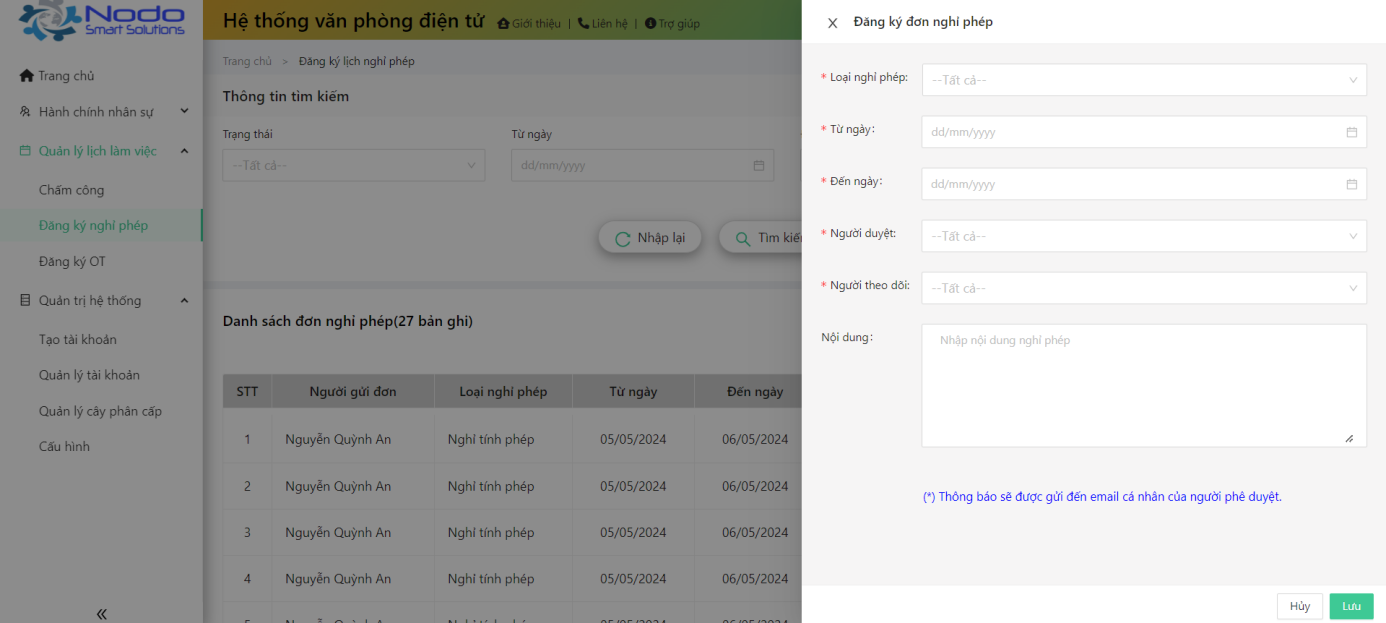 Nodo
Smart Solutions
Trang chủ
Hành chính nhân sự
Quản lý lịch làm việc
Chấm công
Đăng ký nghỉ phép
Đăng ký OT
Quản trị hệ thống
Tạo tài khoản
Quản lý tài khoản
Quản lý cây phân cấp
Cấu hình
Hệ thống văn phòng điện tử Giới thiệu | Liên hệ | Trợ giúp
Trang chủ > Đăng ký lịch nghỉ phép
Thông tin tìm kiếm
Trạng thái Từ ngày
--Tất cả-- dd/mm/yyyy
Nhập lại Tìm kiế
Danh sách đơn nghỉ phép(27 bản ghi)
STT Người gửi đơn Loại nghỉ phép Từ ngày Đến ngày
1 Nguyễn Quỳnh An Nghỉ tính phép 05/05/2024 06/05/2024
2 Nguyễn Quỳnh An Nghỉ tính phép 05/05/2024 06/05/2024
3 Nguyễn Quỳnh An Nghỉ tính phép 05/05/2024 06/05/2024
4 Nguyễn Quỳnh An Nghỉ tính phép 05/05/2024 06/05/2024
Đăng ký đơn nghỉ phép
* Loại nghỉ phép: --Tất cả--
* Từ ngày: dd/mm/yyyy
* Đến ngày: dd/mm/yyyy
* Người duyệt: --Tất cả--
* Người theo dõi: --Tất cả--
Nội dung: Nhập nội dung nghỉ phép
(*) Thông báo sẽ được gửi đến email cá nhân của người phê duyệt.
Hủy Lưu